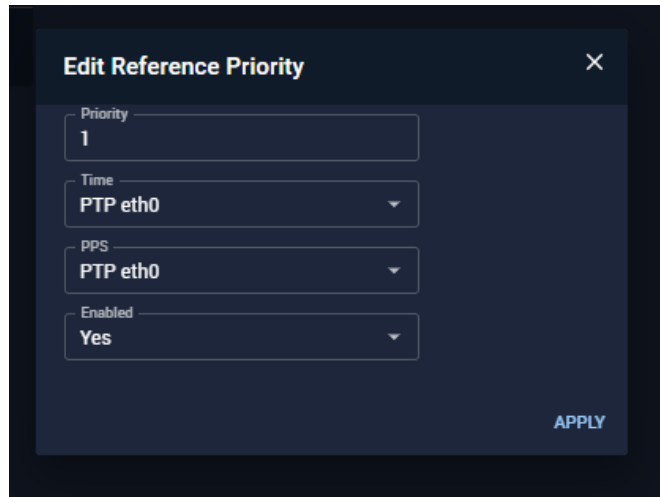 Edit Reference Priority
Priority
1
Time
PTP eth0
PPS
PTP eth0
Enabled
Yes
APPLY